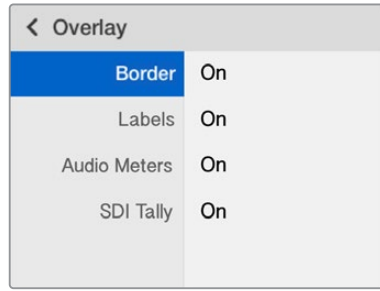 Overlay
Border On
Labels On
Audio Meters On
SDI Tally On